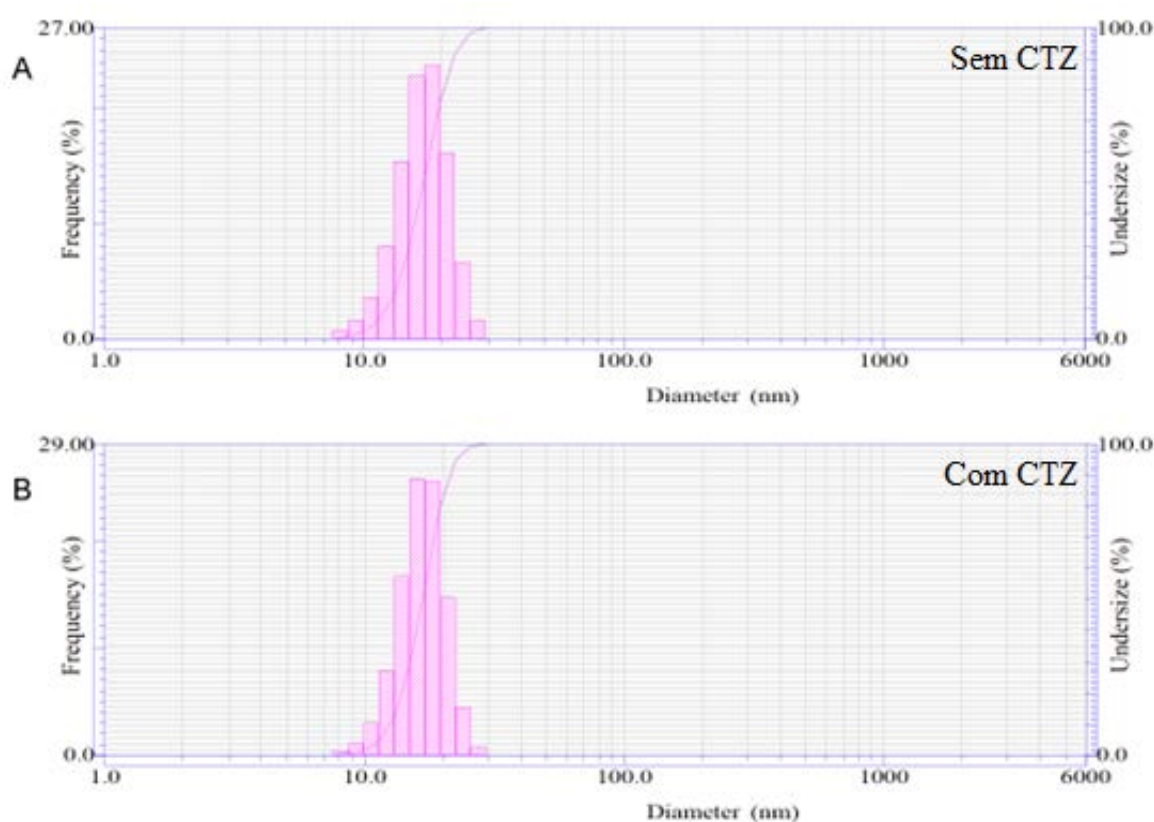 A
27.00
100.0
Sem CTZ
Frequency (%)
Undersize (%)
0.0
0.0
1.0
10.0
100.0
1000
6000
Diameter (nm)
B
29.00
100.0
Com CTZ
Frequency (%)
Undersize (%)
0.0
0.0
1.0
10.0
100.0
1000
6000
Diameter (nm)